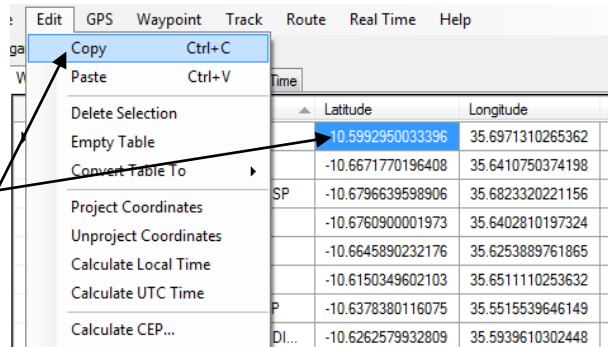 Edit GPS Waypoint Track Route Real Time Help
ga
Copy Ctrl+C
W Paste Ctrl+V Time
Latitude Longitude
Delete Selection
-10.5992950033396 35.6971310265362
Empty Table
Convert Table To -10.6671770196408 35.6410750374198
SP -10.6796639598906 35.6823320221156
Project Coordinates
-10.6760900001973 35.6402810197324
Unproject Coordinates
-10.6645890232176 35.6253889761865
Calculate Local Time
-10.6150349602103 35.6511110253632
Calculate UTC Time
P -10.6378380116075 35.5515539646149
Calculate CEP...
DI... -10.6262579932809 35.5939610302448